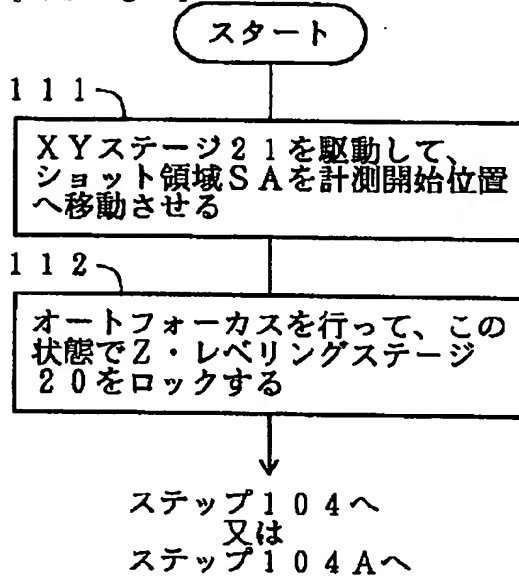 スタート
111
XYステージ21を駆動して、
ショット領域SAを計測開始位置
へ移動させる
112
オートフォーカスを行って、この
状態でZ・レベリングステージ
20をロックする
ステップ104へ
又は
ステップ104Aへ